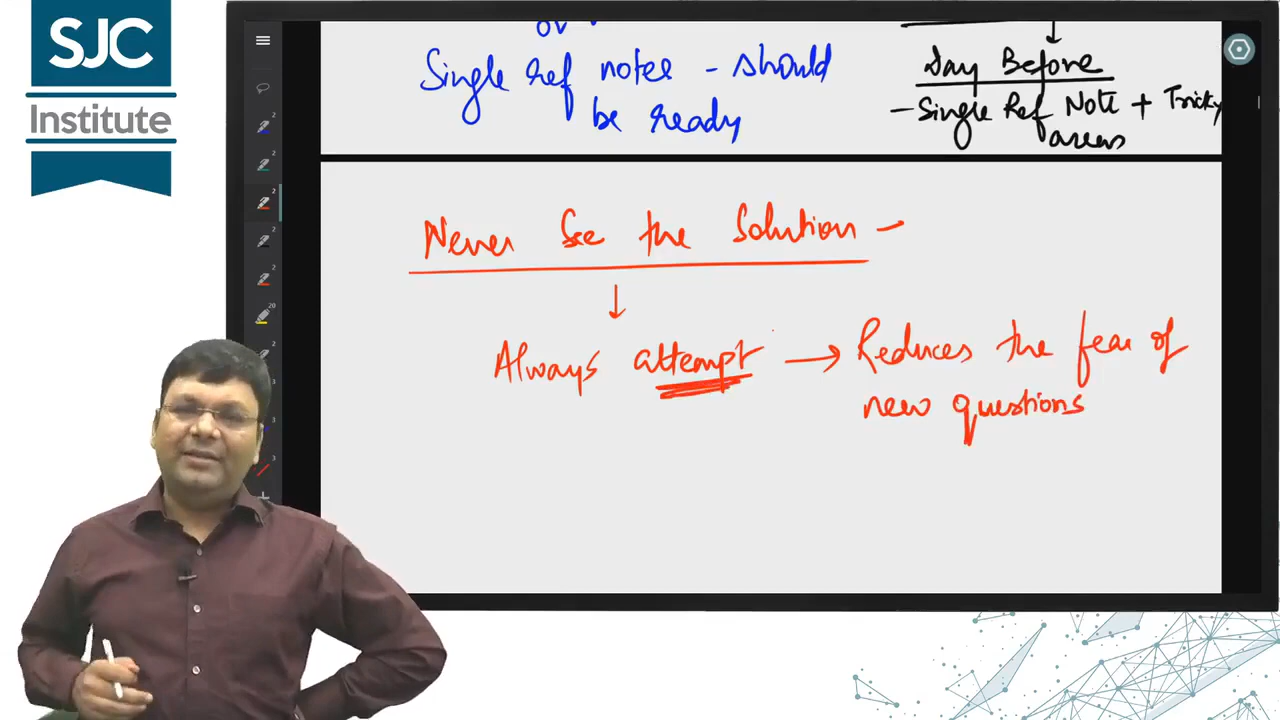 SJC
Institute
or
Single Ref notes - should
be ready
Day Before
- Single Ref Note + Tricky
areas
Never See the Solution -
Always attempt → Reduces the fear of
new questions